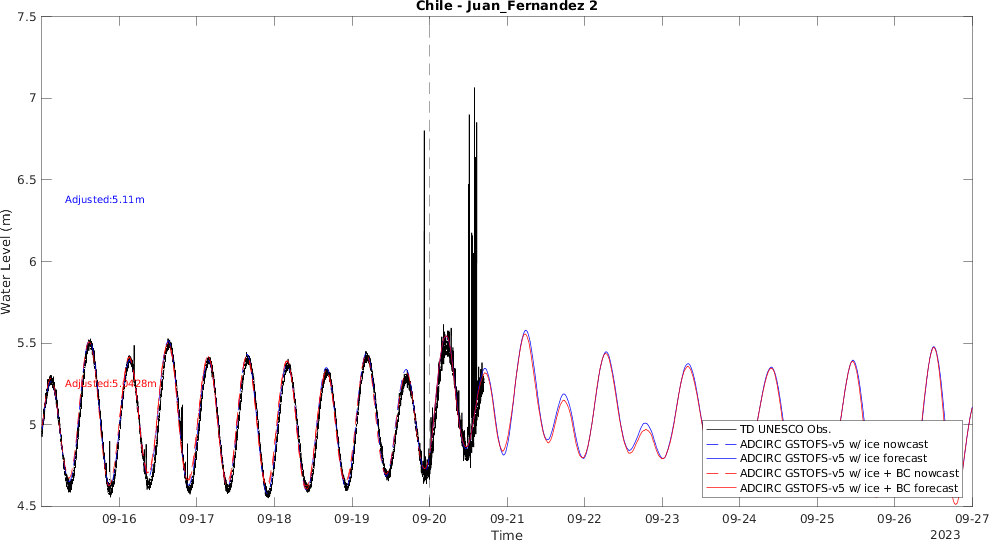 Chile - Juan_Fernandez 2
7.5
7
6.5
6
5.5
5
4.5
Water Level (m)
Adjusted:5.11m
Adjusted:5.0428m
TD UNESCO Obs.
ADCIRC GSTOFS-v5 w/ ice nowcast
ADCIRC GSTOFS-v5 w/ ice forecast
ADCIRC GSTOFS-v5 w/ ice + BC nowcast
ADCIRC GSTOFS-v5 w/ ice + BC forecast
09-16 09-17 09-18 09-19 09-20 09-21 09-22 09-23 09-24 09-25 09-26 09-27
Time
2023